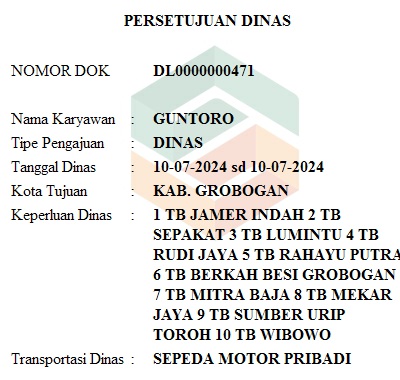 PERSETUJUAN DINAS
NOMOR DOK DL0000000471
Nama Karyawan : GUNTORO
Tipe Pengajuan : DINAS
Tanggal Dinas : 10-07-2024 sd 10-07-2024
Kota Tujuan : KAB. GROBOGAN
Keperluan Dinas : 1 TB JAMER INDAH 2 TB
SEPAKAT 3 TB LUMINTU 4 TB
RUDI JAYA 5 TB RAHAYU PUTRA
6 TB BERKAH BESI GROBOGAN
7 TB MITRA BAJA 8 TB MEKAR
JAYA 9 TB SUMBER URIP
TOROH 10 TB WIBOWO
Transportasi Dinas : SEPEDA MOTOR PRIBADI